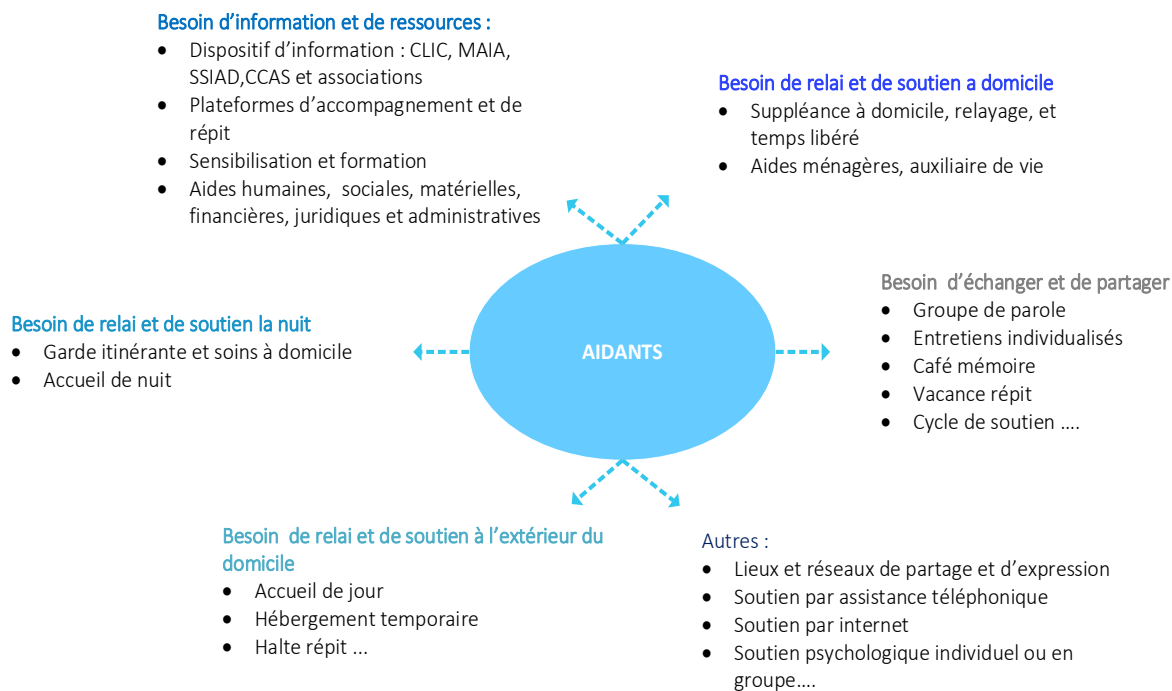 Besoin d’information et de ressources :
• Dispositif d’information : CLIC, MAIA,
SSIAD,CCAS et associations
• Plateformes d’accompagnement et de
répit
• Sensibilisation et formation
• Aides humaines, sociales, matérielles,
financières, juridiques et administratives
Besoin de relai et de soutien a domicile
• Suppléance à domicile, relayage, et
temps libéré
• Aides ménagères, auxiliaire de vie
Besoin d’échanger et de partager
• Groupe de parole
• Entretiens individualisés
• Café mémoire
• Vacance répit
• Cycle de soutien ....
Besoin de relai et de soutien la nuit
• Garde itinérante et soins à domicile
• Accueil de nuit
AIDANTS
Besoin de relai et de soutien à l’extérieur du
domicile
• Accueil de jour
• Hébergement temporaire
• Halte répit ...
Autres :
• Lieux et réseaux de partage et d’expression
• Soutien par assistance téléphonique
• Soutien par internet
• Soutien psychologique individuel ou en
groupe....